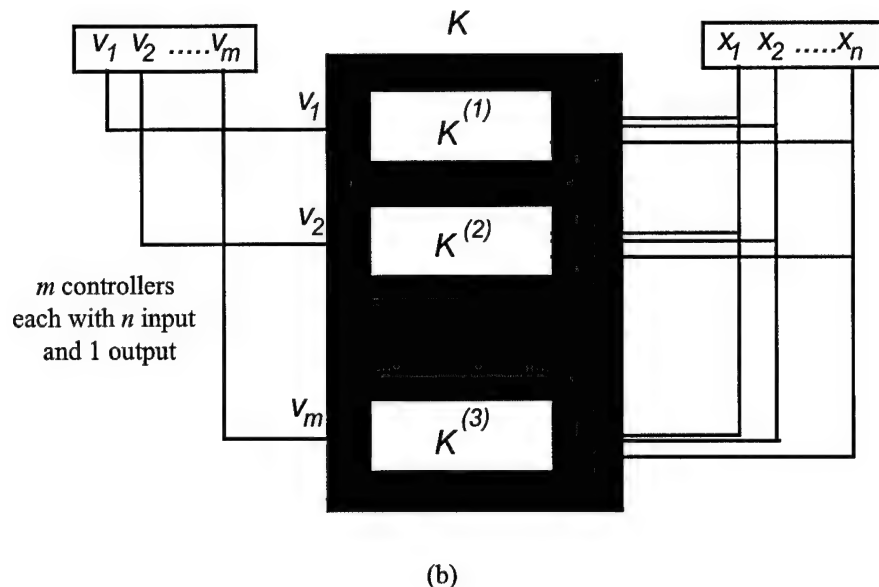 K
v1 v2 .....vm
x1 x2 .....xn
v1
K(1)
v2
K(2)
m controllers
each with n input
and 1 output
vm
K(3)
(b)